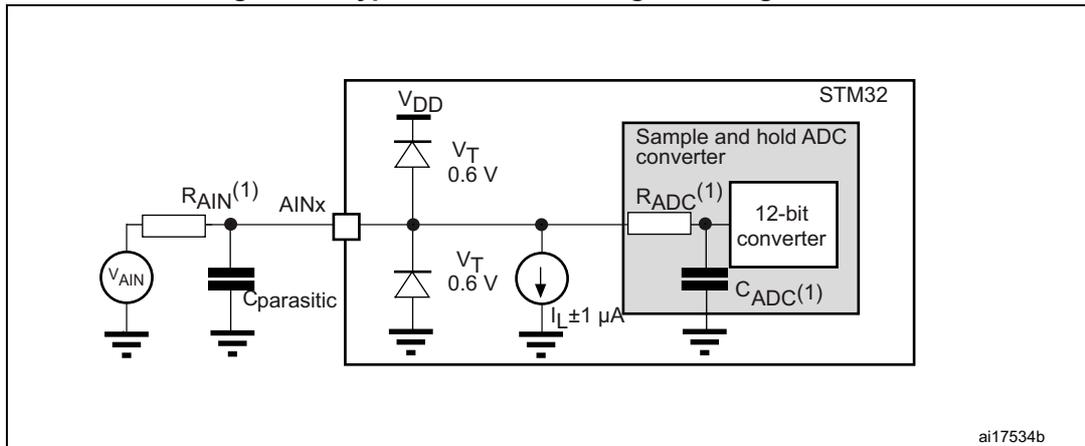 STM32
VDD
Sample and hold ADC
converter
VT
0.6 V
RAIN(1)
AINx
RADC(1)
12-bit
converter
VAIN
VT
0.6 V
Cparasitic
IL±1 µA
CADC(1)
ai17534b